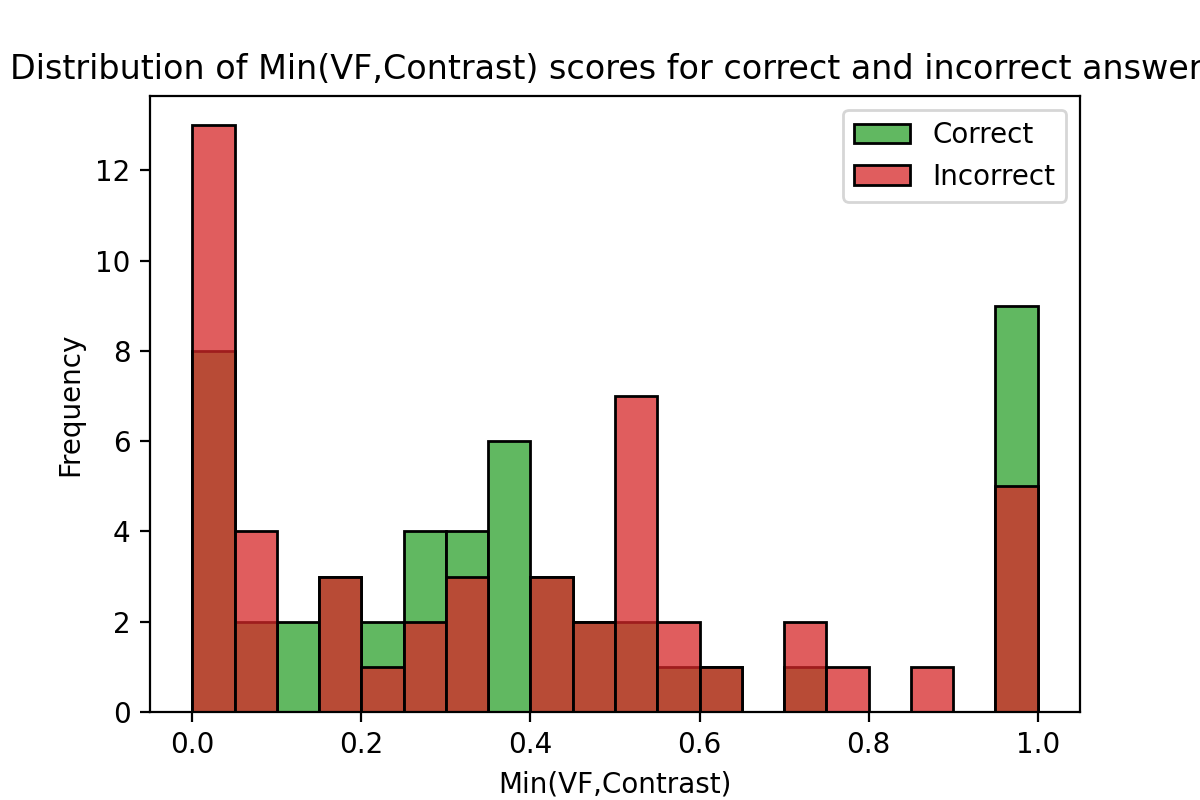 Distribution of Min(VF,Contrast) scores for correct and incorrect answer
Correct
Incorrect
Frequency
12
10
8
6
4
2
0
0.0 0.2 0.4 0.6 0.8 1.0
Min(VF,Contrast)